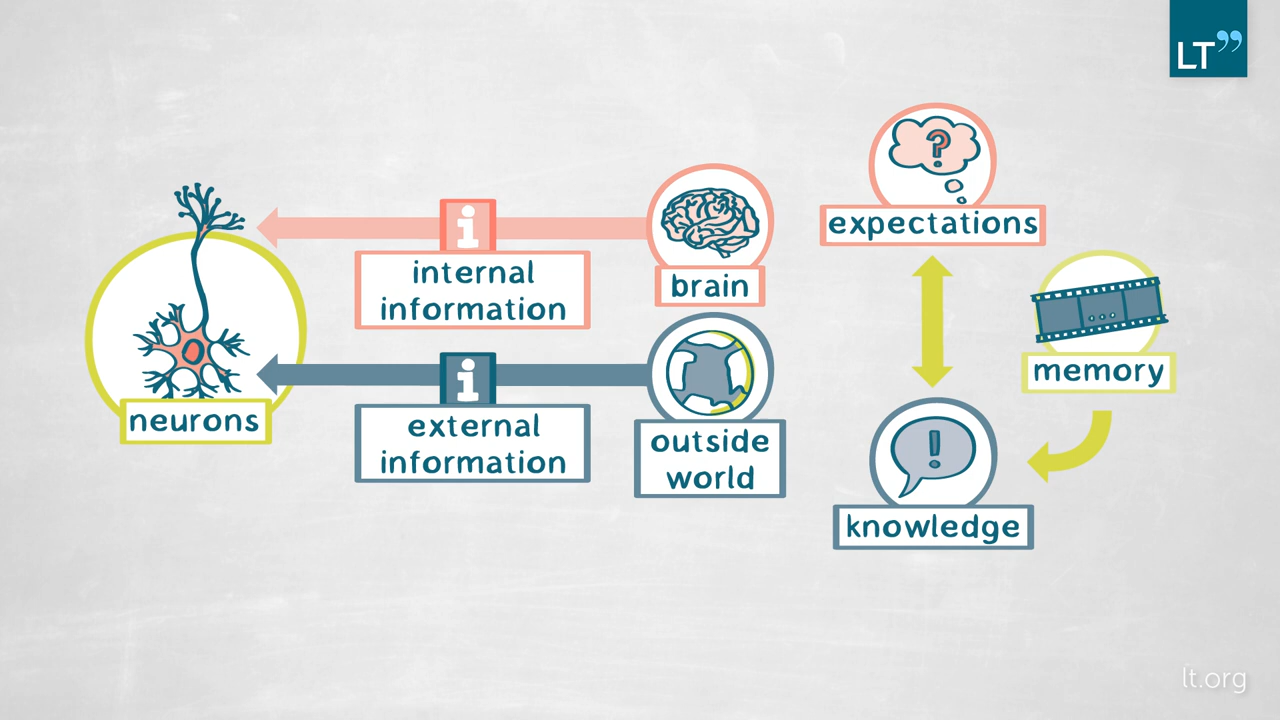 LT”
expectations
internal
information
brain
memory
neurons
external
information
outside
world
knowledge
lt.org